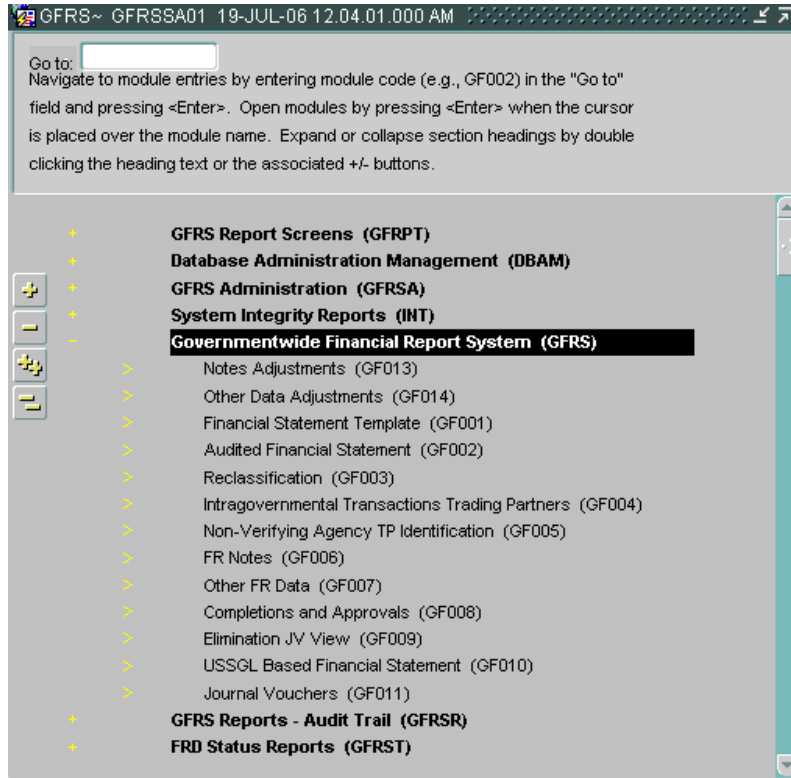 GFRS~ GFRSSA01 19-JUL-06 12.04.01.000 AM
Go to:
Navigate to module entries by entering module code (e.g., GF002) in the "Go to"
field and pressing <Enter>. Open modules by pressing <Enter> when the cursor
is placed over the module name. Expand or collapse section headings by double
clicking the heading text or the associated +/- buttons.
+ GFRS Report Screens (GFRPT)
+ Database Administration Management (DBAM)
+ GFRS Administration (GFRSA)
+ System Integrity Reports (INT)
- Governmentwide Financial Report System (GFRS)
> Notes Adjustments (GF013)
> Other Data Adjustments (GF014)
> Financial Statement Template (GF001)
> Audited Financial Statement (GF002)
> Reclassification (GF003)
> Intragovernmental Transactions Trading Partners (GF004)
> Non-Verifying Agency TP Identification (GF005)
> FR Notes (GF006)
> Other FR Data (GF007)
> Completions and Approvals (GF008)
> Elimination JV View (GF009)
> USSGL Based Financial Statement (GF010)
> Journal Vouchers (GF011)
+ GFRS Reports - Audit Trail (GFRSR)
+ FRD Status Reports (GFRST)